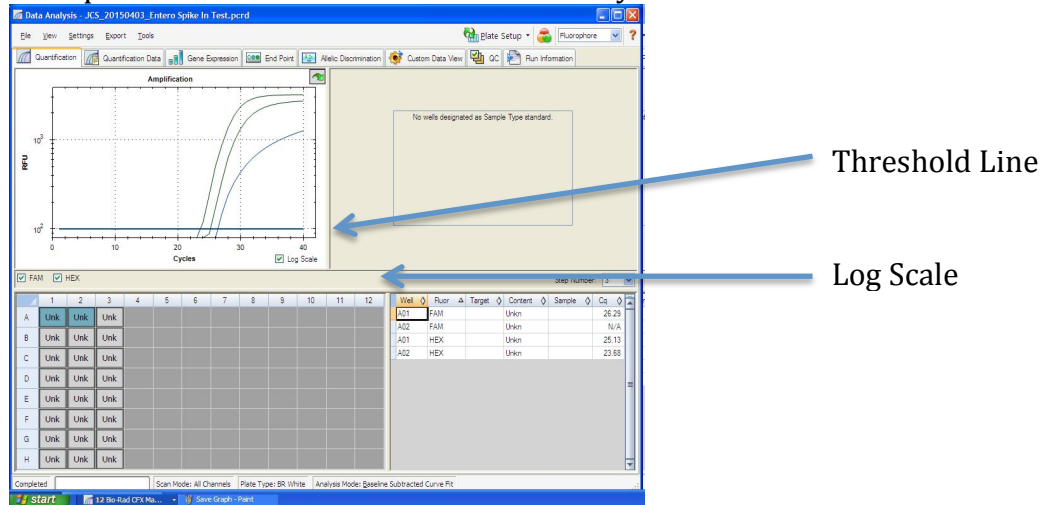 Data Analysis - JCS_20150403_Entero Spike In Test.pcrd
File View Settings Export Tools Plate Setup Fluorophore ?
Quantification Quantification Data Gene Expression End Point Allelic Discrimination Custom Data View QC Run Information
Amplification
No wells designated as Sample Type standard.
RFU
10^3
10^2
0 10 20 30 40
Cycles
Log Scale
Threshold Line
Log Scale
FAM HEX Step Number: 3
1 2 3 4 5 6 7 8 9 10 11 12
A Unk Unk Unk
B Unk Unk Unk
C Unk Unk Unk
D Unk Unk Unk
E Unk Unk Unk
F Unk Unk Unk
G Unk Unk Unk
H Unk Unk Unk
Well Fluor Target Content Sample Cq
A01 FAM Unkn 26.29
A02 FAM Unkn N/A
A01 HEX Unkn 25.13
A02 HEX Unkn 23.68
Completed Scan Mode: All Channels Plate Type: BR White Analysis Mode: Baseline Subtracted Curve Fit
start 12 Bio-Rad CFX Ma... Save Graph - Paint